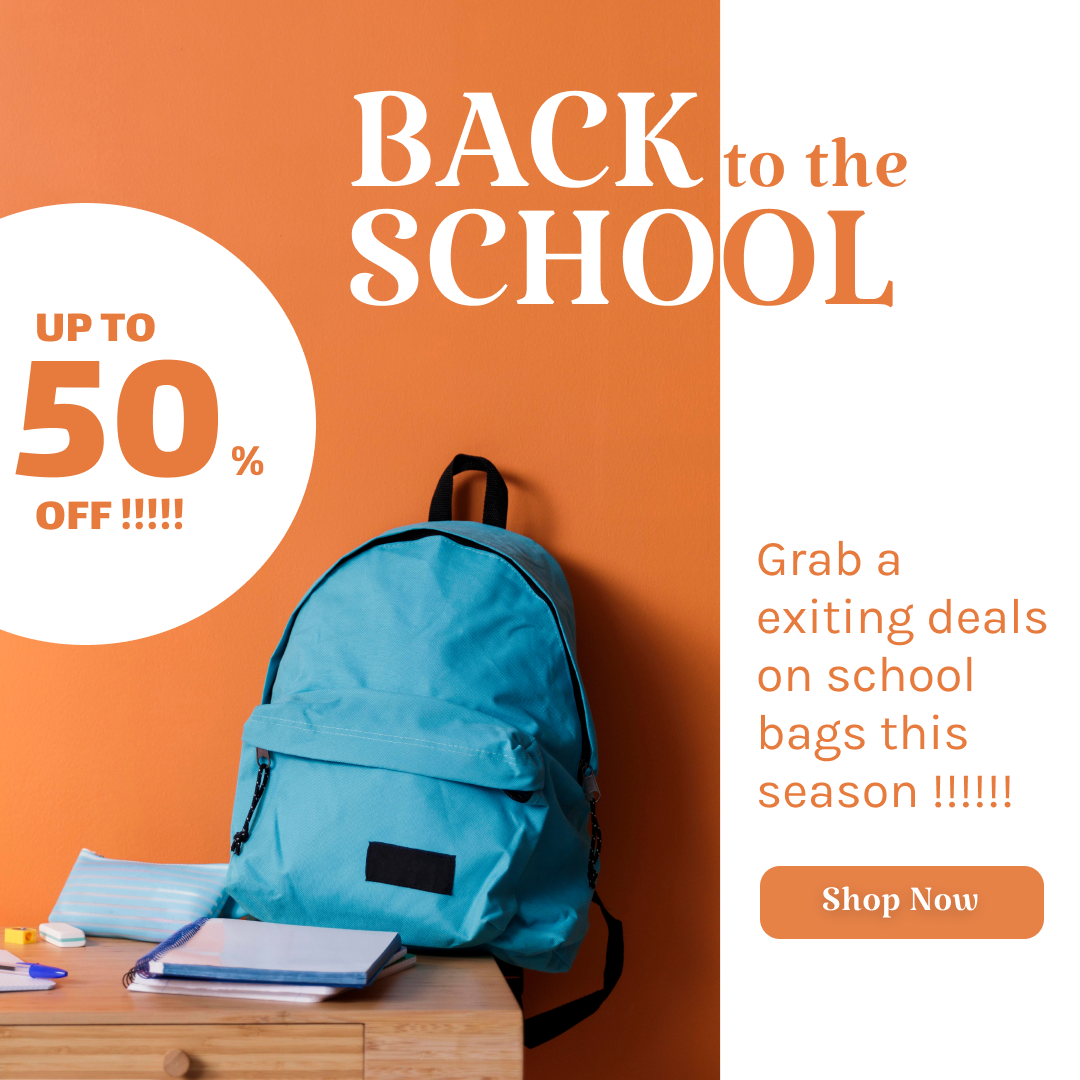 BACK to the
SCHOOL
UP TO
50 %
OFF !!!!!
Grab a
exiting deals
on school
bags this
season !!!!!!
Shop Now